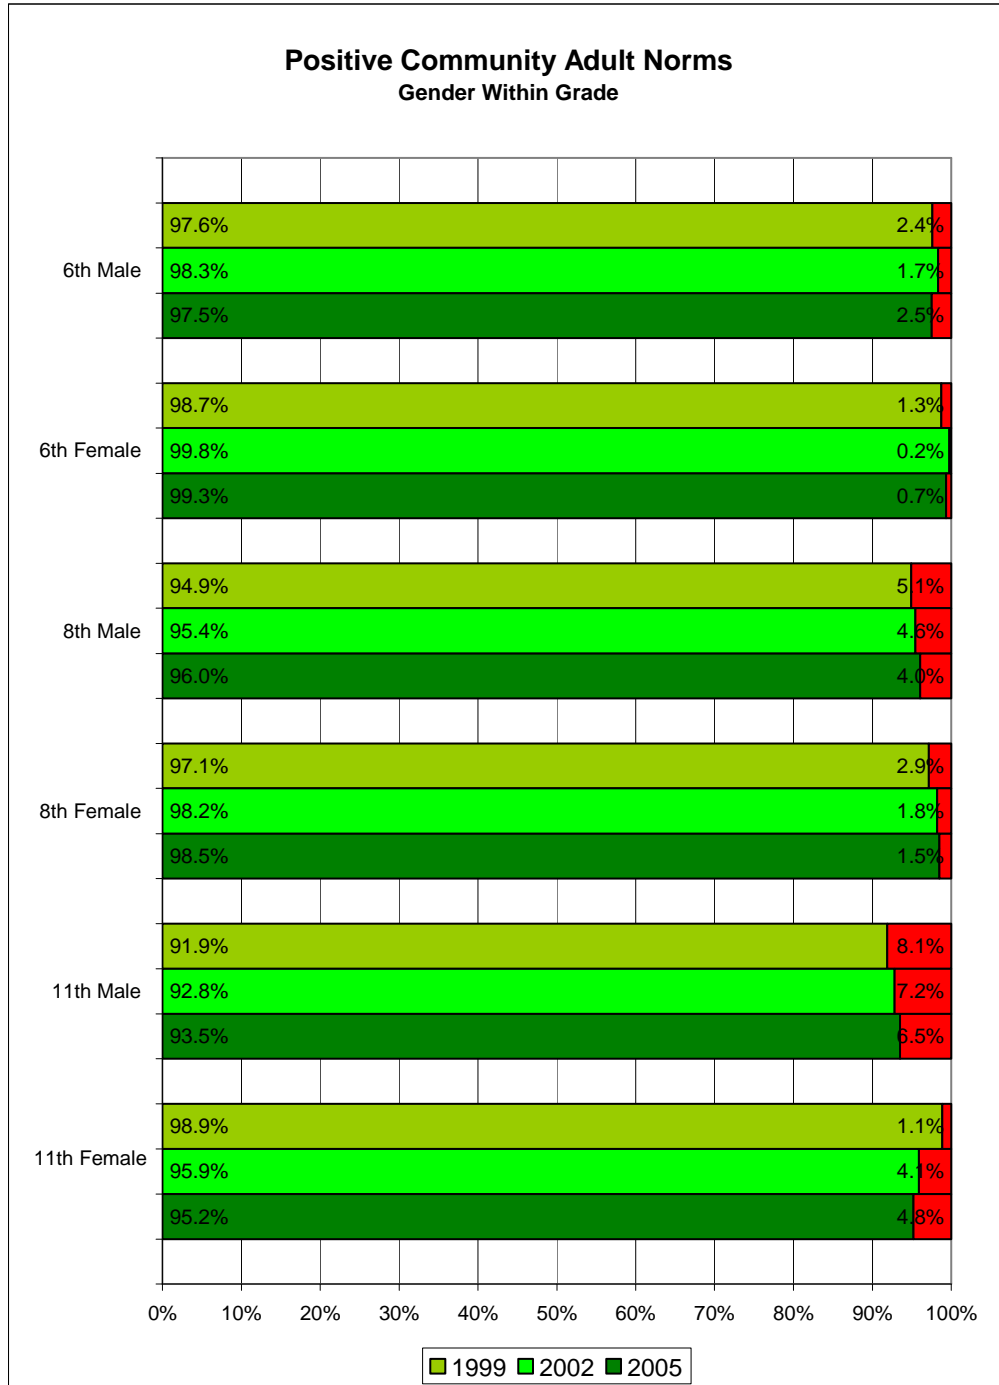 Positive Community Adult Norms
Gender Within Grade
97.6% 2.4%
6th Male 98.3% 1.7%
97.5% 2.5%
98.7% 1.3%
6th Female 99.8% 0.2%
99.3% 0.7%
94.9% 5.1%
8th Male 95.4% 4.6%
96.0% 4.0%
97.1% 2.9%
8th Female 98.2% 1.8%
98.5% 1.5%
91.9% 8.1%
11th Male 92.8% 7.2%
93.5% 6.5%
98.9% 1.1%
11th Female 95.9% 4.1%
95.2% 4.8%
0% 10% 20% 30% 40% 50% 60% 70% 80% 90% 100%
1999 2002 2005